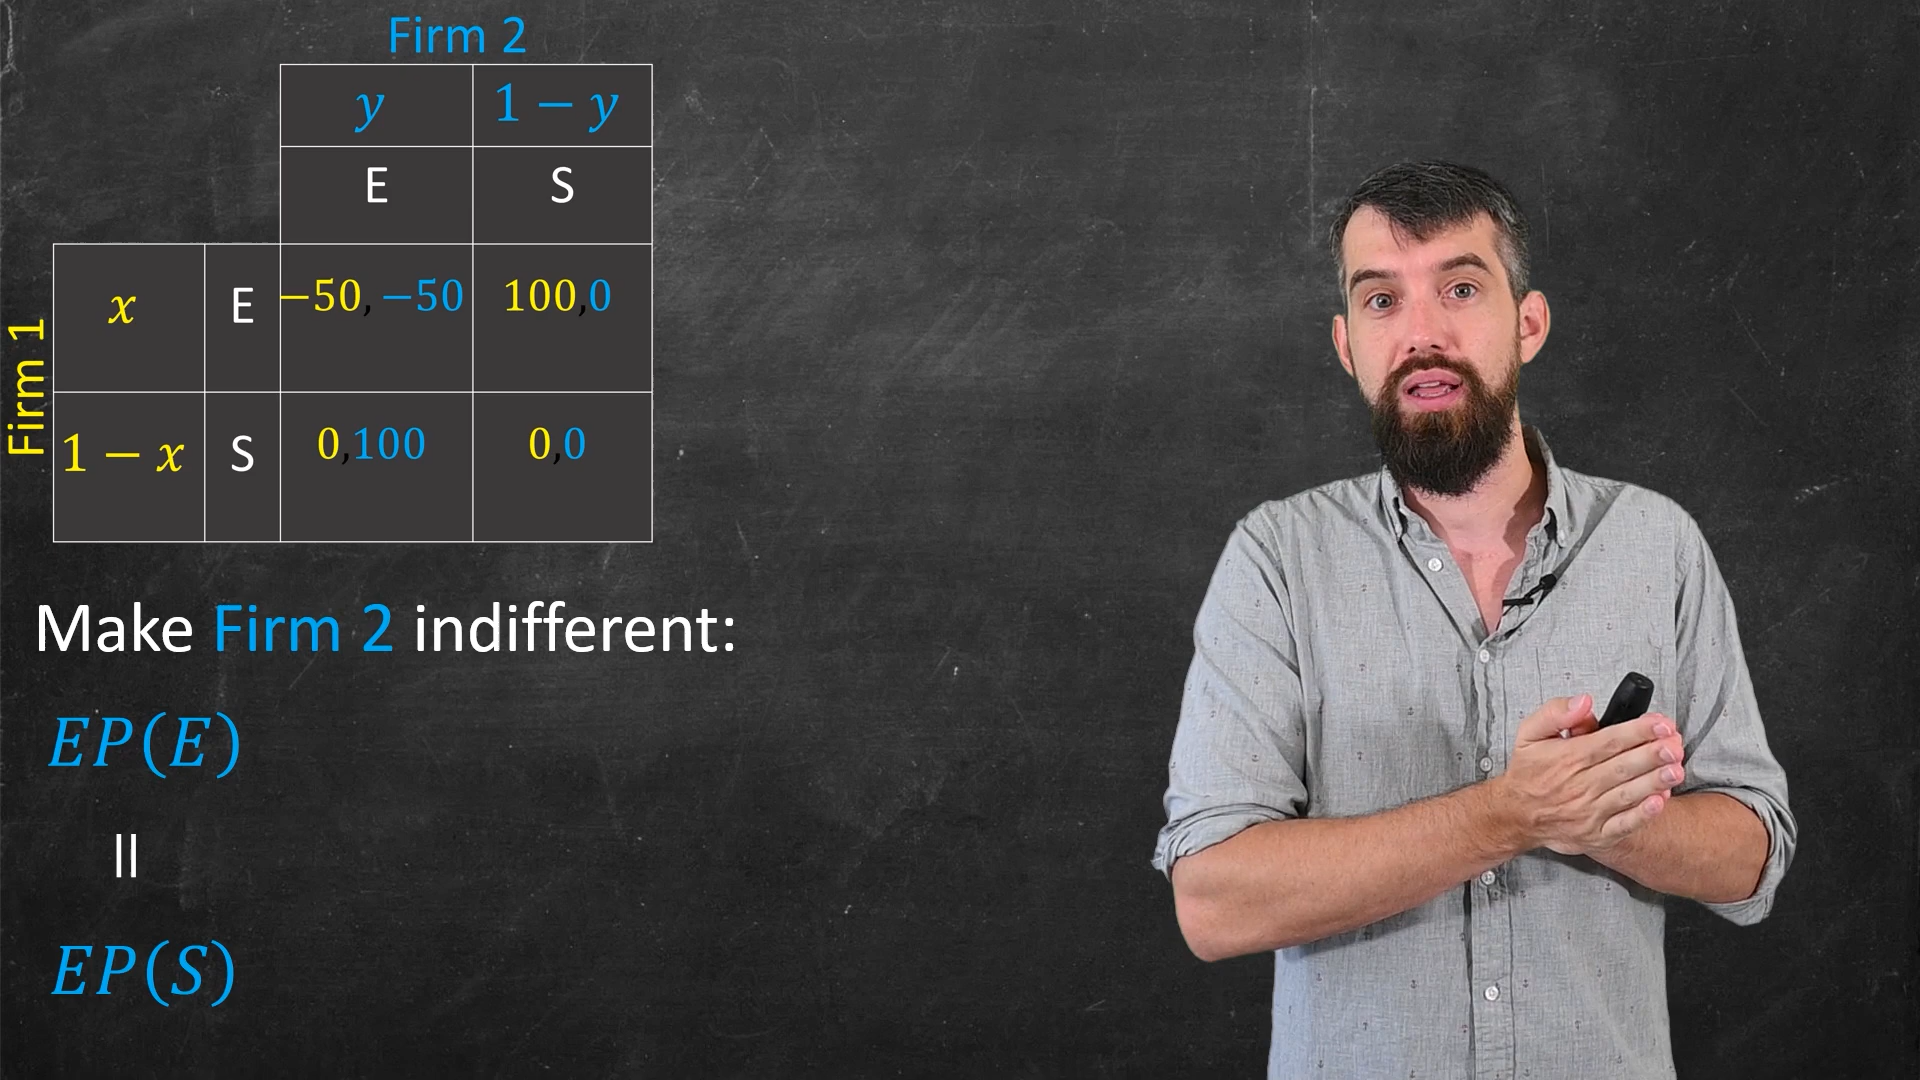 Firm 2
y 1 − y
E S
Firm 1
x E −50, −50 100,0
1 − x S 0,100 0,0
Make Firm 2 indifferent:
EP(E)
=
EP(S)